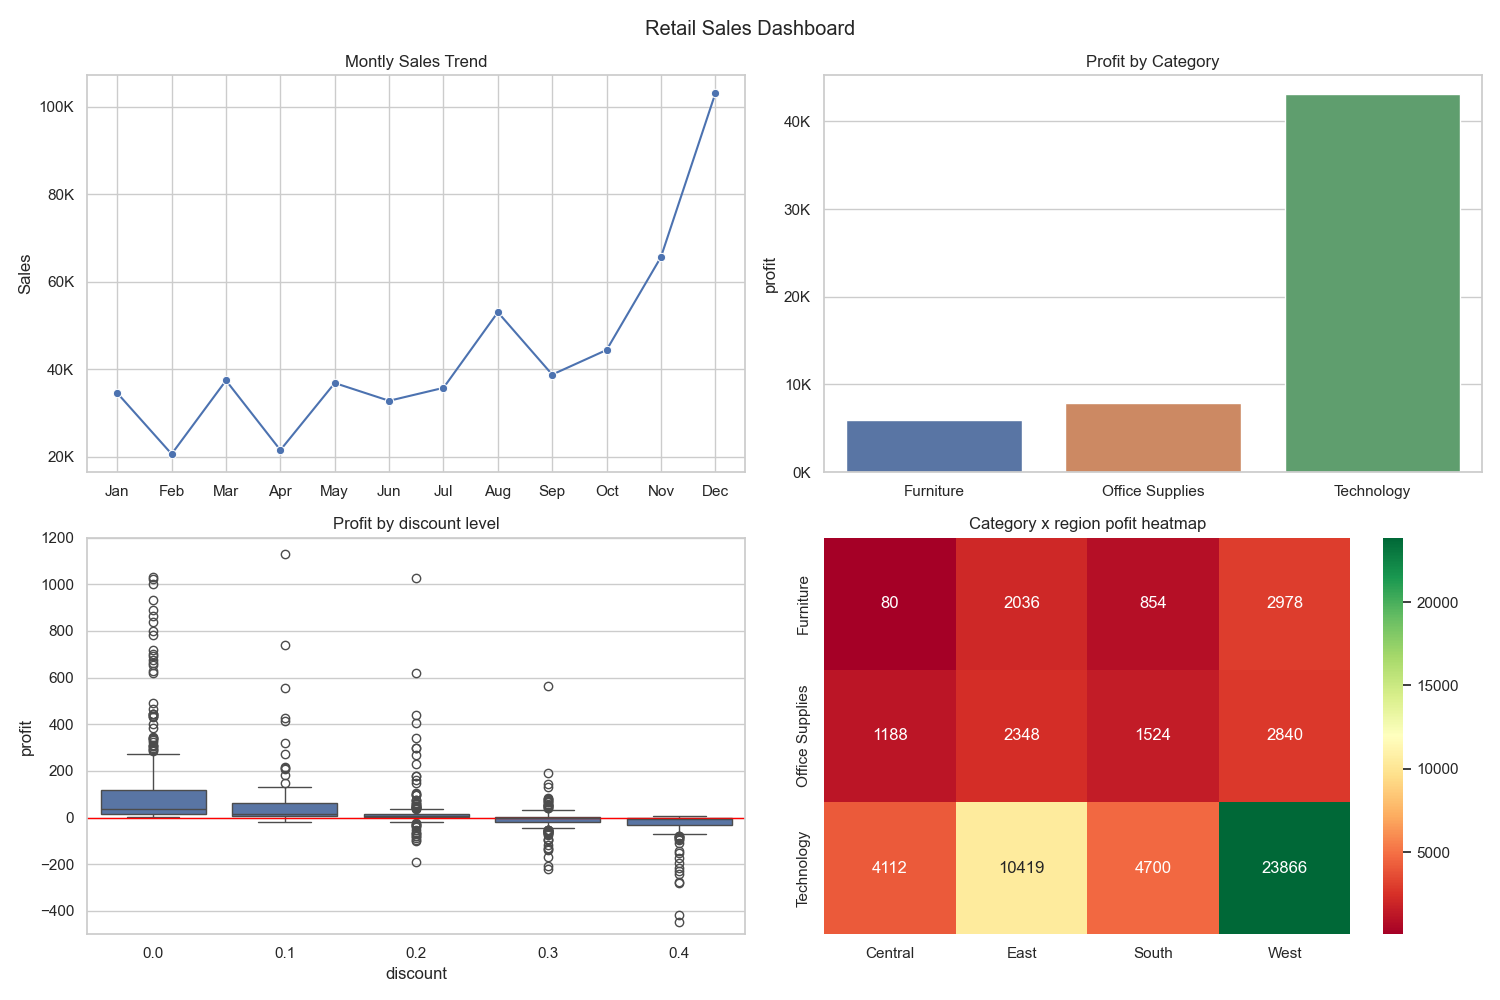 Retail Sales Dashboard
Montly Sales Trend
Sales
100K
80K
60K
40K
20K
Jan Feb Mar Apr May Jun Jul Aug Sep Oct Nov Dec
Profit by Category
profit
40K
30K
20K
10K
0K
Furniture Office Supplies Technology
Profit by discount level
profit
1200
1000
800
600
400
200
0
−200
−400
0.0 0.1 0.2 0.3 0.4
discount
Category x region pofit heatmap
Furniture
80 2036 854 2978
Office Supplies
1188 2348 1524 2840
Technology
4112 10419 4700 23866
Central East South West
20000
15000
10000
5000